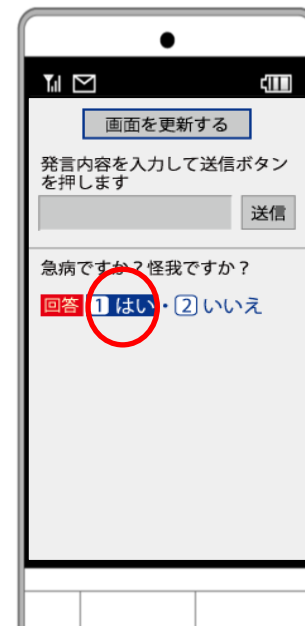 画面を更新する
発言内容を入力して送信ボタン
を押します
送信
急病ですか？怪我ですか？
回答 1 はい・2 いいえ